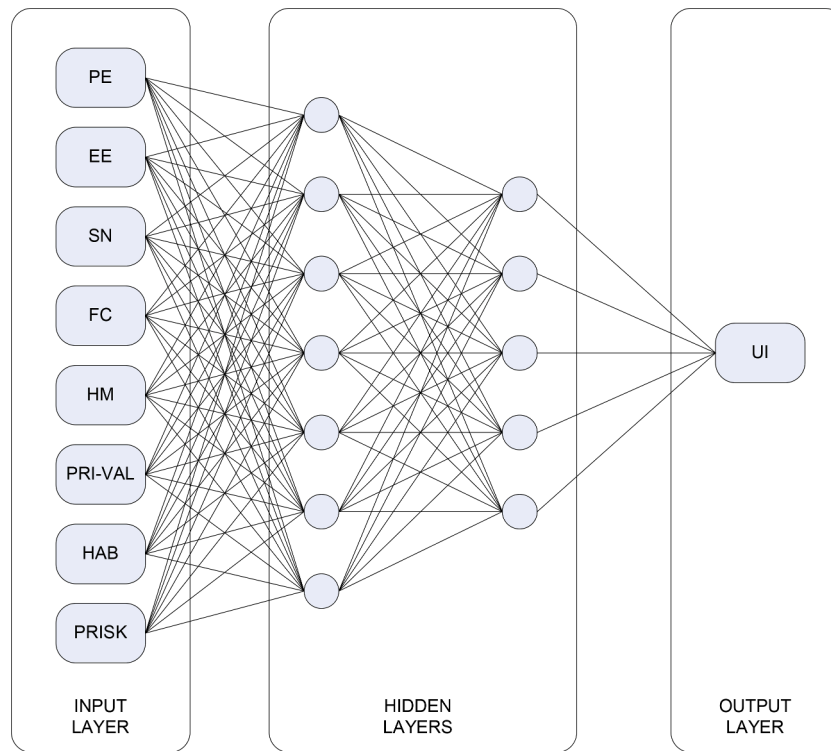 PE
EE
SN
FC
HM
PRI-VAL
HAB
PRISK
UI
INPUT
LAYER
HIDDEN
LAYERS
OUTPUT
LAYER